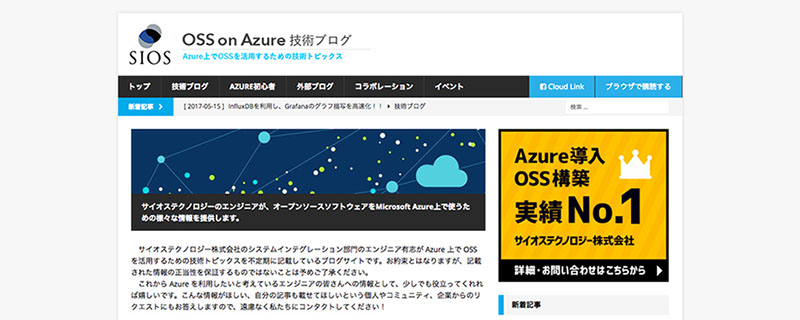 SIOS
OSS on Azure 技術ブログ
Azure上でOSSを活用するための技術トピックス
トップ 技術ブログ AZURE初心者 外部ブログ コラボレーション イベント Cloud Link ブラウザで購読する
新着記事 [ 2017-05-15 ] InfluxDBを利用し、Grafanaのグラフ描写を高速化！！ 技術ブログ 検索 …
サイオステクノロジーのエンジニアが、オープンソースソフトウェアをMicrosoft Azure上で使うた
めの様々な情報を提供します。
サイオステクノロジー株式会社のシステムインテグレーション部門のエンジニア有志が Azure 上で OSS
を活用するための技術トピックスを不定期に記載しているブログサイトです。お約束とはなりますが、記載
された情報の正当性を保証するものではないことは予めご了承ください。
これから Azure を利用したいと考えているエンジニアの皆さんへの情報として、少しでも役立ってくれれ
ば嬉しいです。こんな情報がほしい、自分の記事も載せてほしいという個人やコミュニティ、企業からのリ
クエストにもお答えしますので、遠慮なく私たちにコンタクトしてください！
Azure導入
OSS構築
実績No.1
サイオステクノロジー株式会社
詳細・お問い合わせはこちらから
新着記事